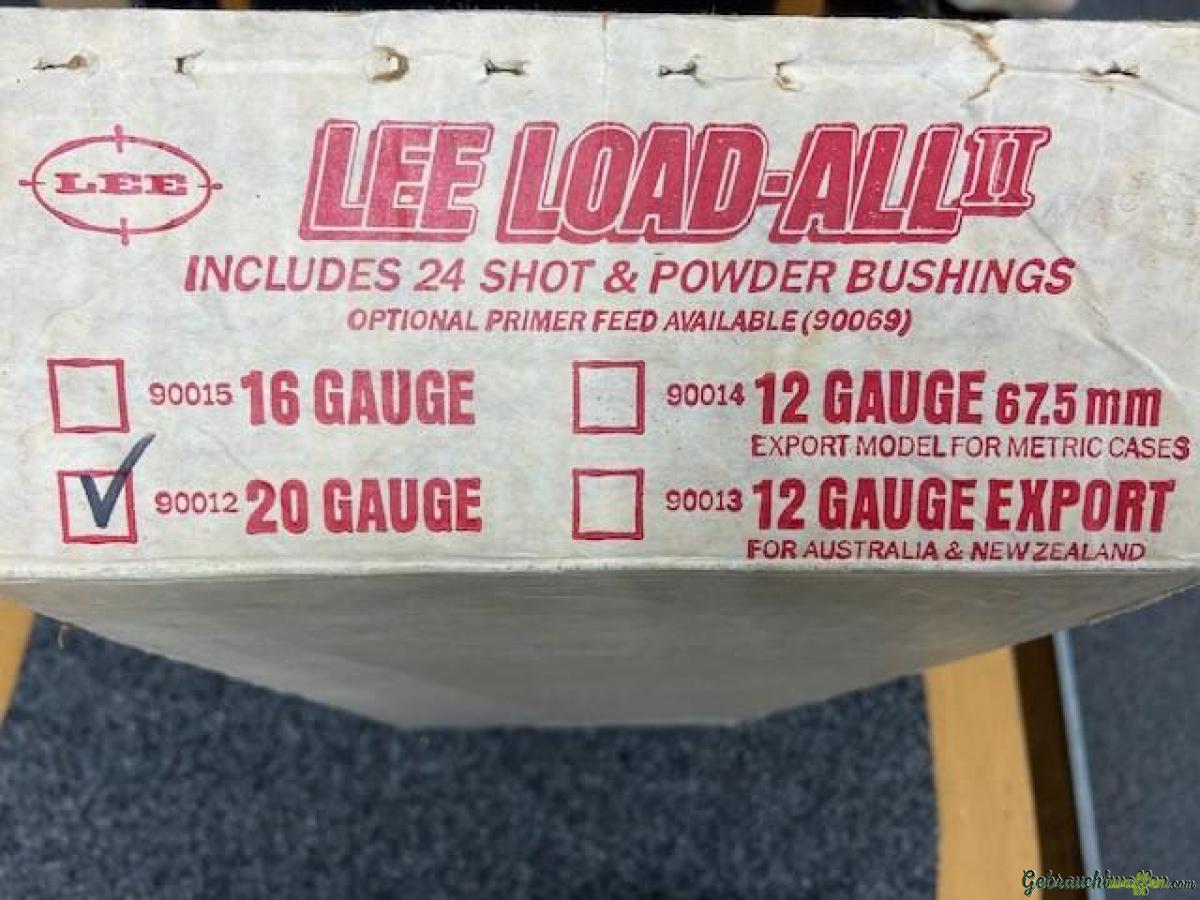 LEE
LEE LOAD-ALL II
INCLUDES 24 SHOT & POWDER BUSHINGS
OPTIONAL PRIMER FEED AVAILABLE (90069)
90015 16 GAUGE
90014 12 GAUGE 67.5 mm
EXPORT MODEL FOR METRIC CASES
90012 20 GAUGE
90013 12 GAUGE EXPORT
FOR AUSTRALIA & NEW ZEALAND
Gebrauchtwaffen.com